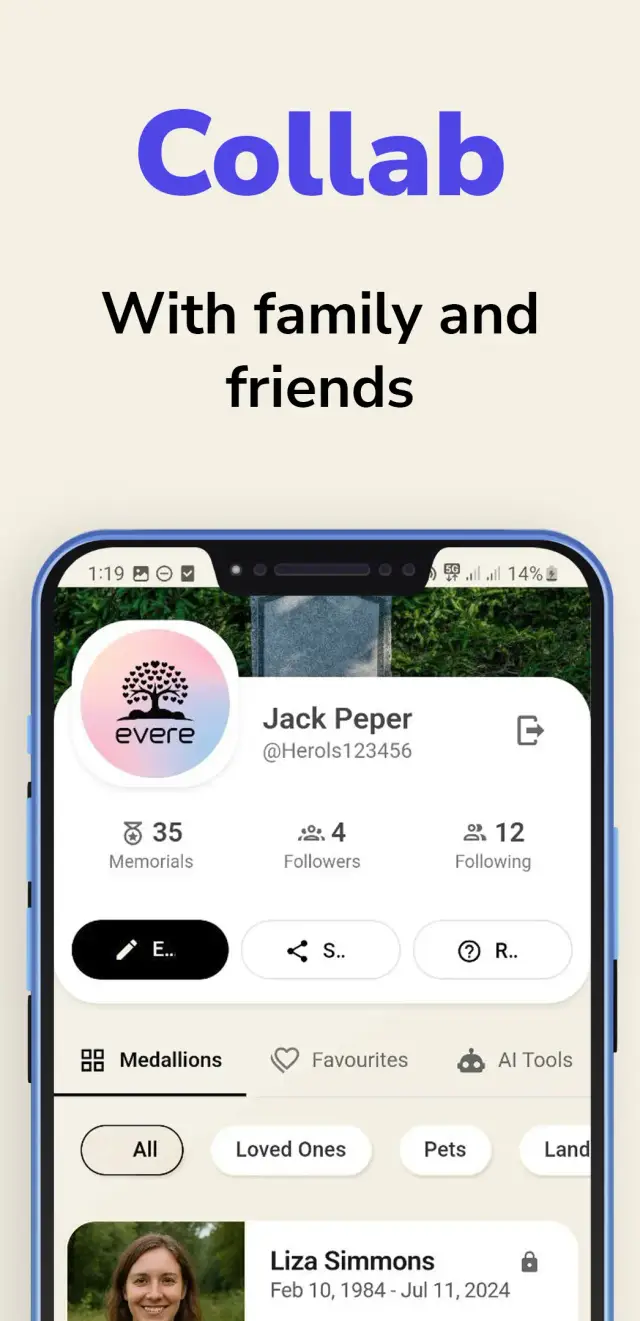 Collab
With family and
friends
1:19 5G 14%
evere
Jack Peper
@Herols123456
35 4 12
Memorials Followers Following
E.. S.. R..
Medallions Favourites AI Tools
All Loved Ones Pets Land
Liza Simmons
Feb 10, 1984 - Jul 11, 2024